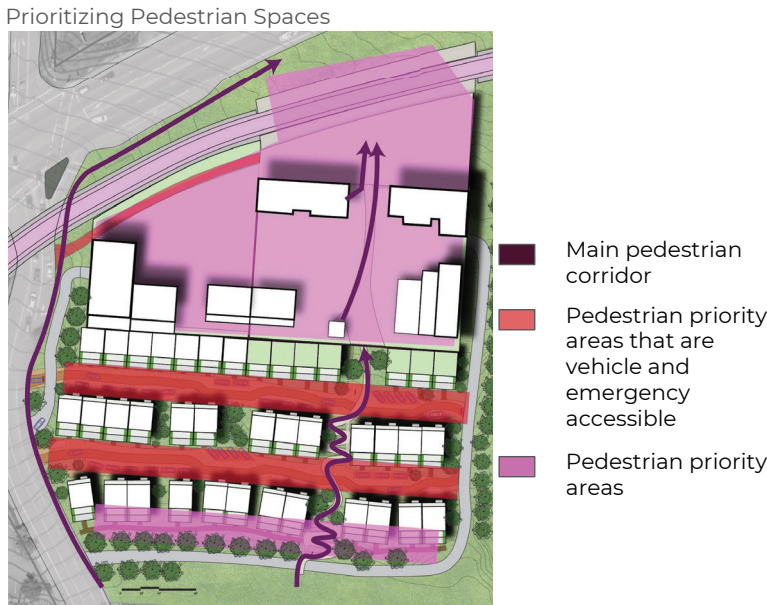 Prioritizing Pedestrian Spaces
Main pedestrian
corridor
Pedestrian priority
areas that are
vehicle and
emergency
accessible
Pedestrian priority
areas